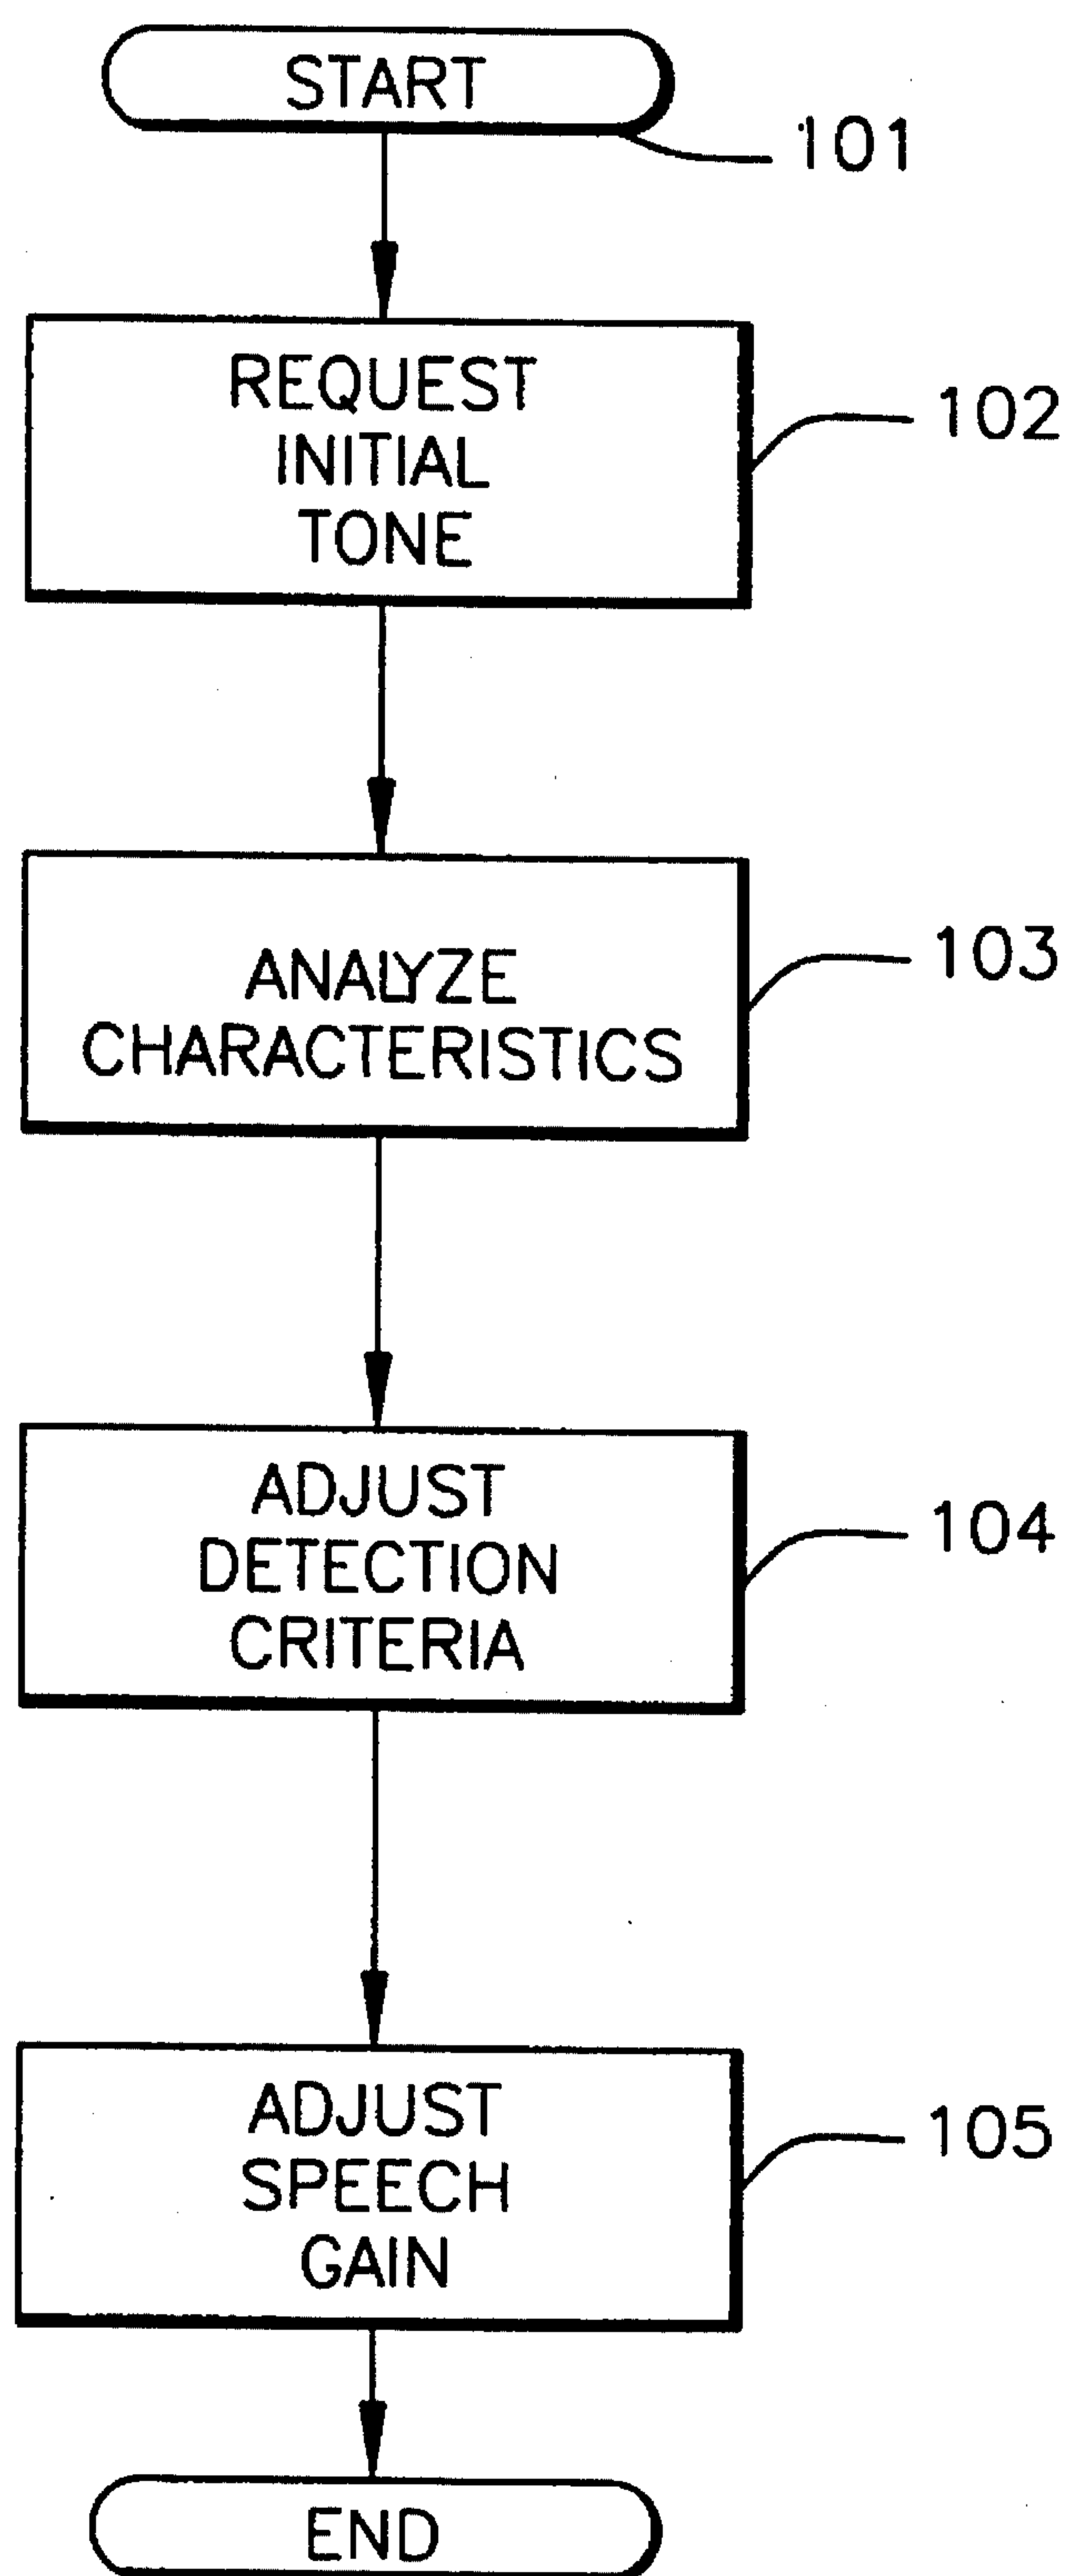 START
101
REQUEST
INITIAL
TONE
102
ANALYZE
CHARACTERISTICS
103
ADJUST
DETECTION
CRITERIA
104
ADJUST
SPEECH
GAIN
105
END